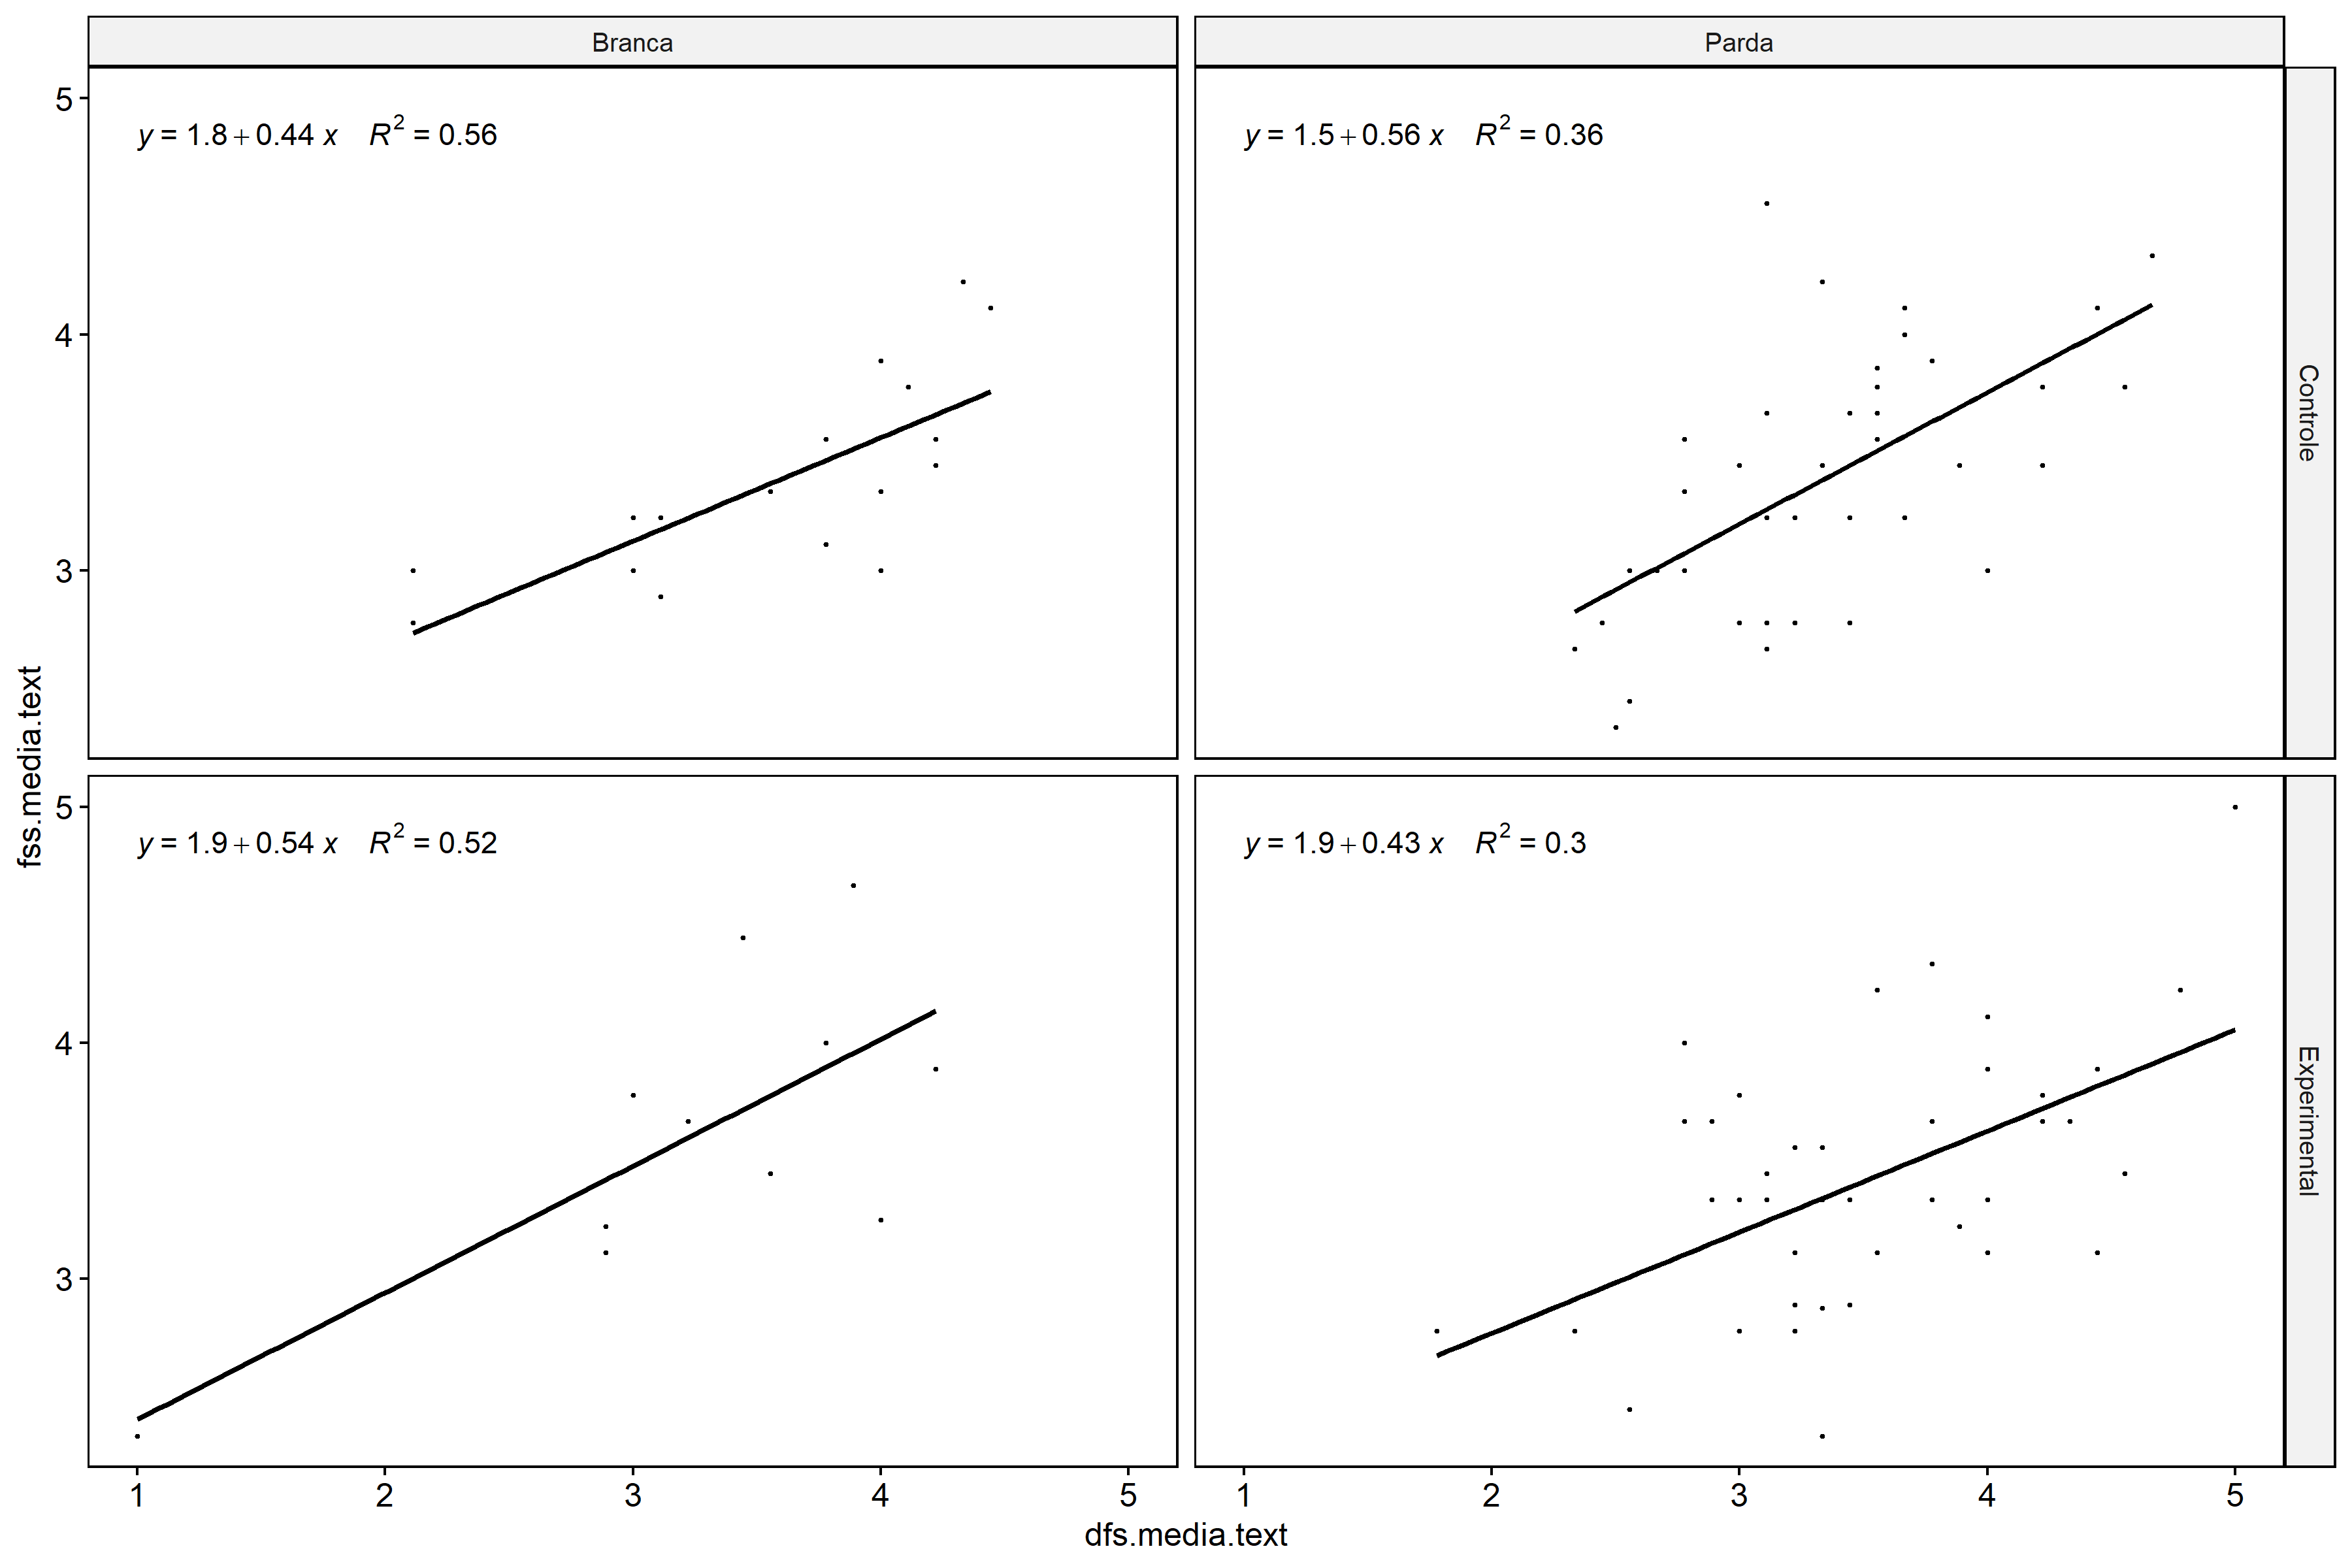 Branca
Parda
5
4
3
y = 1.8 + 0.44 x R² = 0.56
y = 1.5 + 0.56 x R² = 0.36
Controle
fss.media.text
5
4
3
y = 1.9 + 0.54 x R² = 0.52
y = 1.9 + 0.43 x R² = 0.3
Experimental
1 2 3 4 5
1 2 3 4 5
dfs.media.text